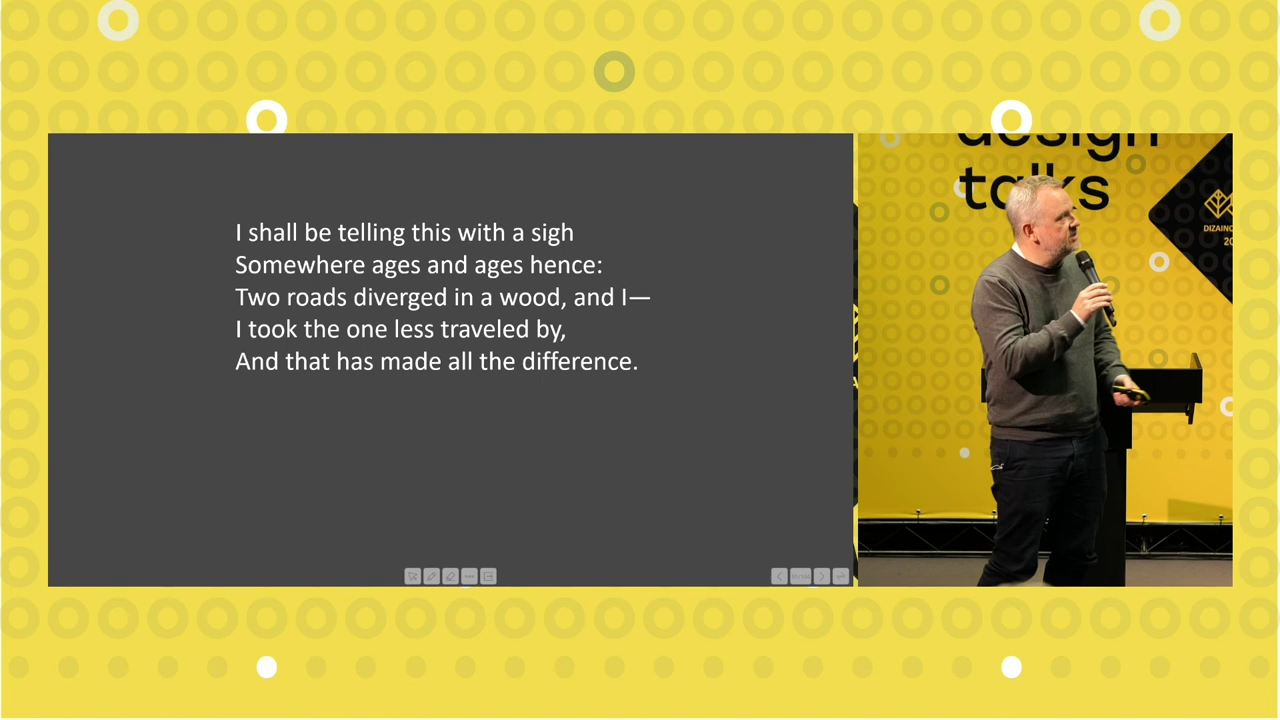 I shall be telling this with a sigh
Somewhere ages and ages hence:
Two roads diverged in a wood, and I—
I took the one less traveled by,
And that has made all the difference.
design
talks